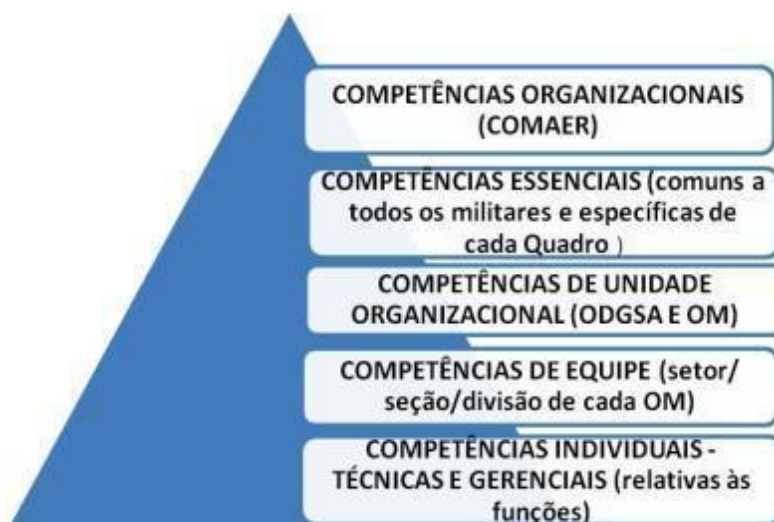 COMPETÊNCIAS ORGANIZACIONAIS
(COMAER)
COMPETÊNCIAS ESSENCIAIS (comuns a
todos os militares e específicas de
cada Quadro )
COMPETÊNCIAS DE UNIDADE
ORGANIZACIONAL (ODGSA E OM)
COMPETÊNCIAS DE EQUIPE (setor/
seção/divisão de cada OM)
COMPETÊNCIAS INDIVIDUAIS -
TÉCNICAS E GERENCIAIS (relativas às
funções)